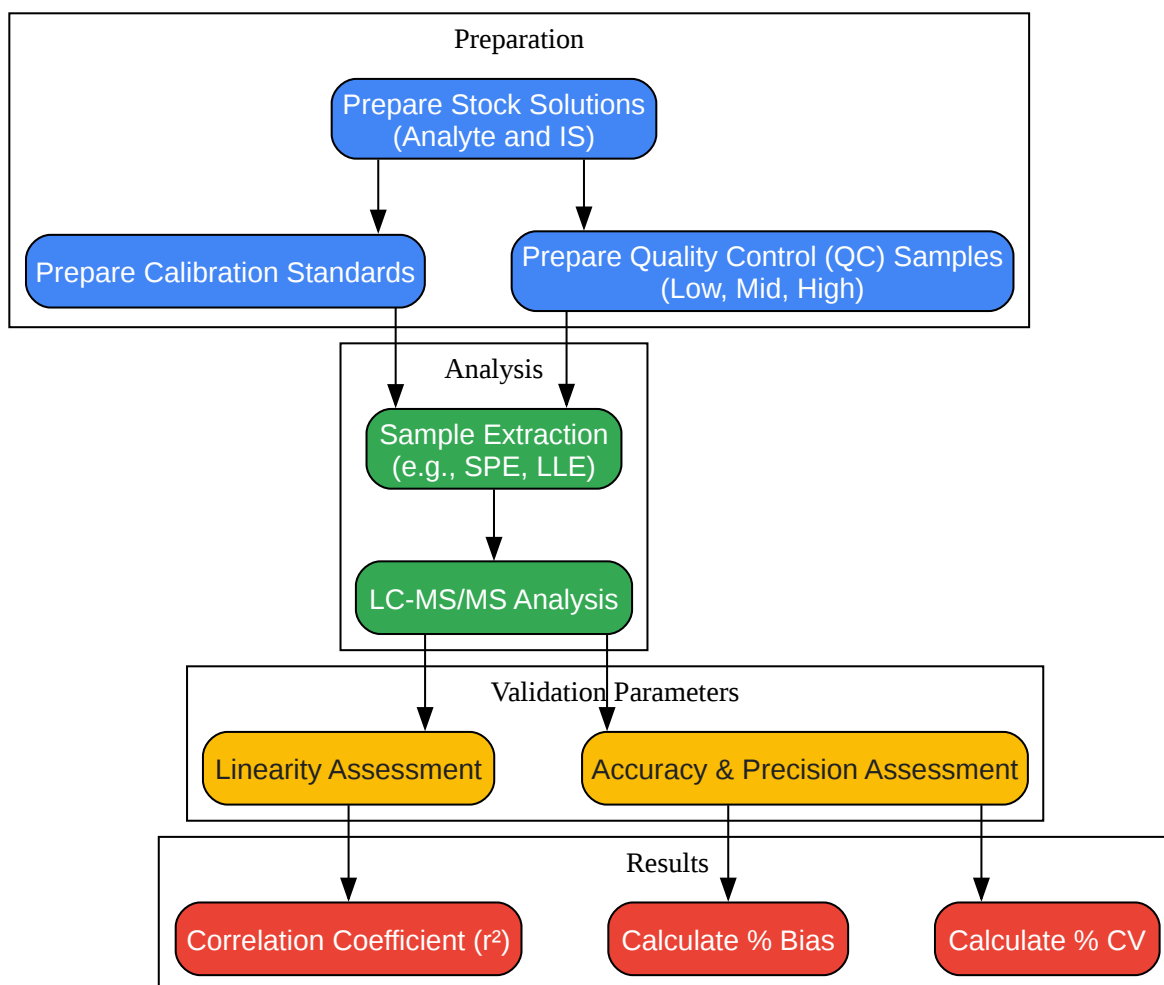 Preparation
Prepare Stock Solutions
(Analyte and IS)
Prepare Calibration Standards
Prepare Quality Control (QC) Samples
(Low, Mid, High)
Analysis
Sample Extraction
(e.g., SPE, LLE)
LC-MS/MS Analysis
Validation Parameters
Linearity Assessment
Accuracy & Precision Assessment
Results
Correlation Coefficient (r²)
Calculate % Bias
Calculate % CV